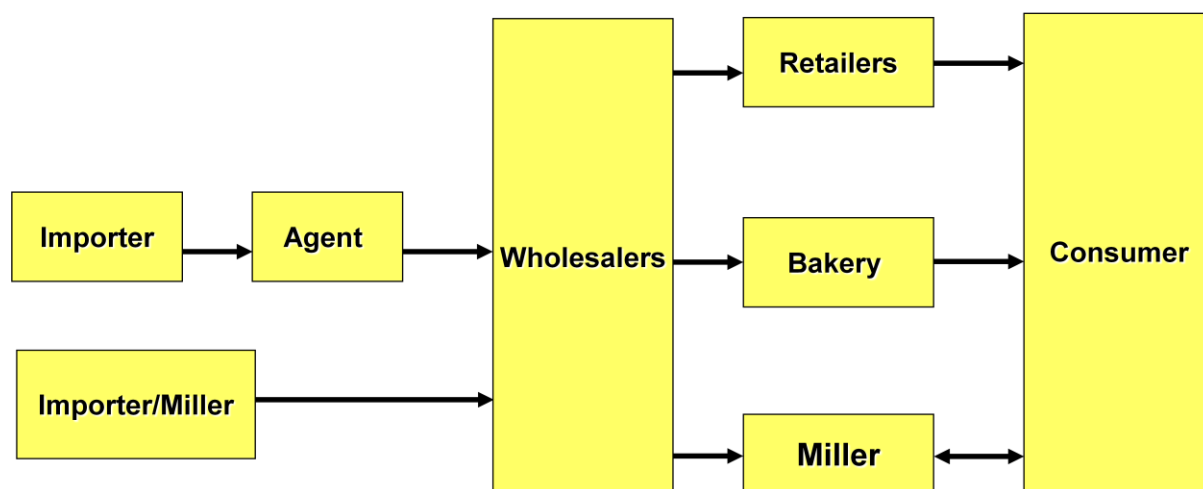 Retailers
Importer
Agent
Wholesalers
Bakery
Consumer
Importer/Miller
Miller